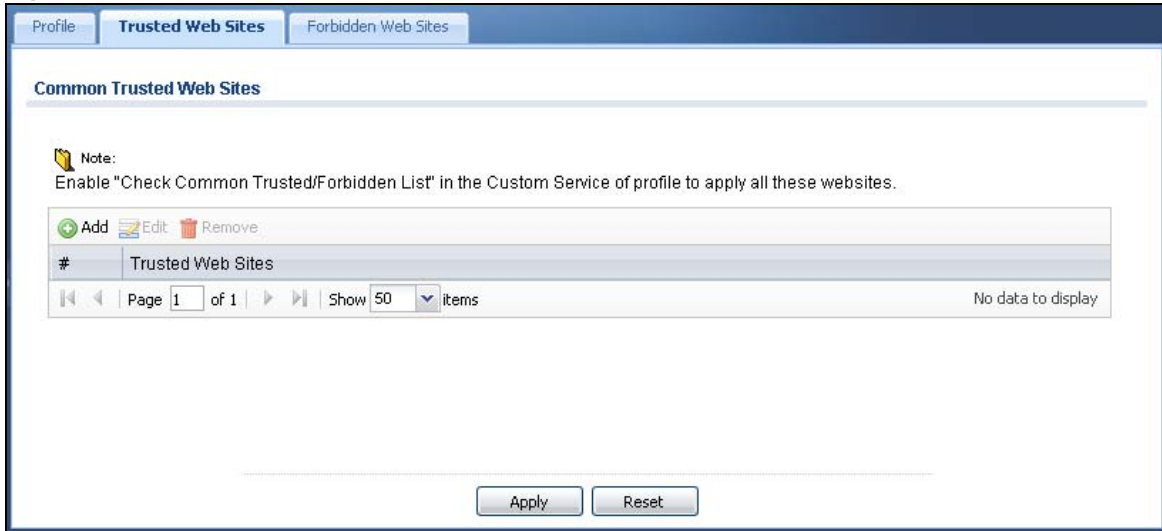 Profile Trusted Web Sites Forbidden Web Sites
Common Trusted Web Sites
Note:
Enable "Check Common Trusted/Forbidden List" in the Custom Service of profile to apply all these websites.
Add Edit Remove
# Trusted Web Sites
Page 1 of 1 Show 50 items No data to display
Apply Reset